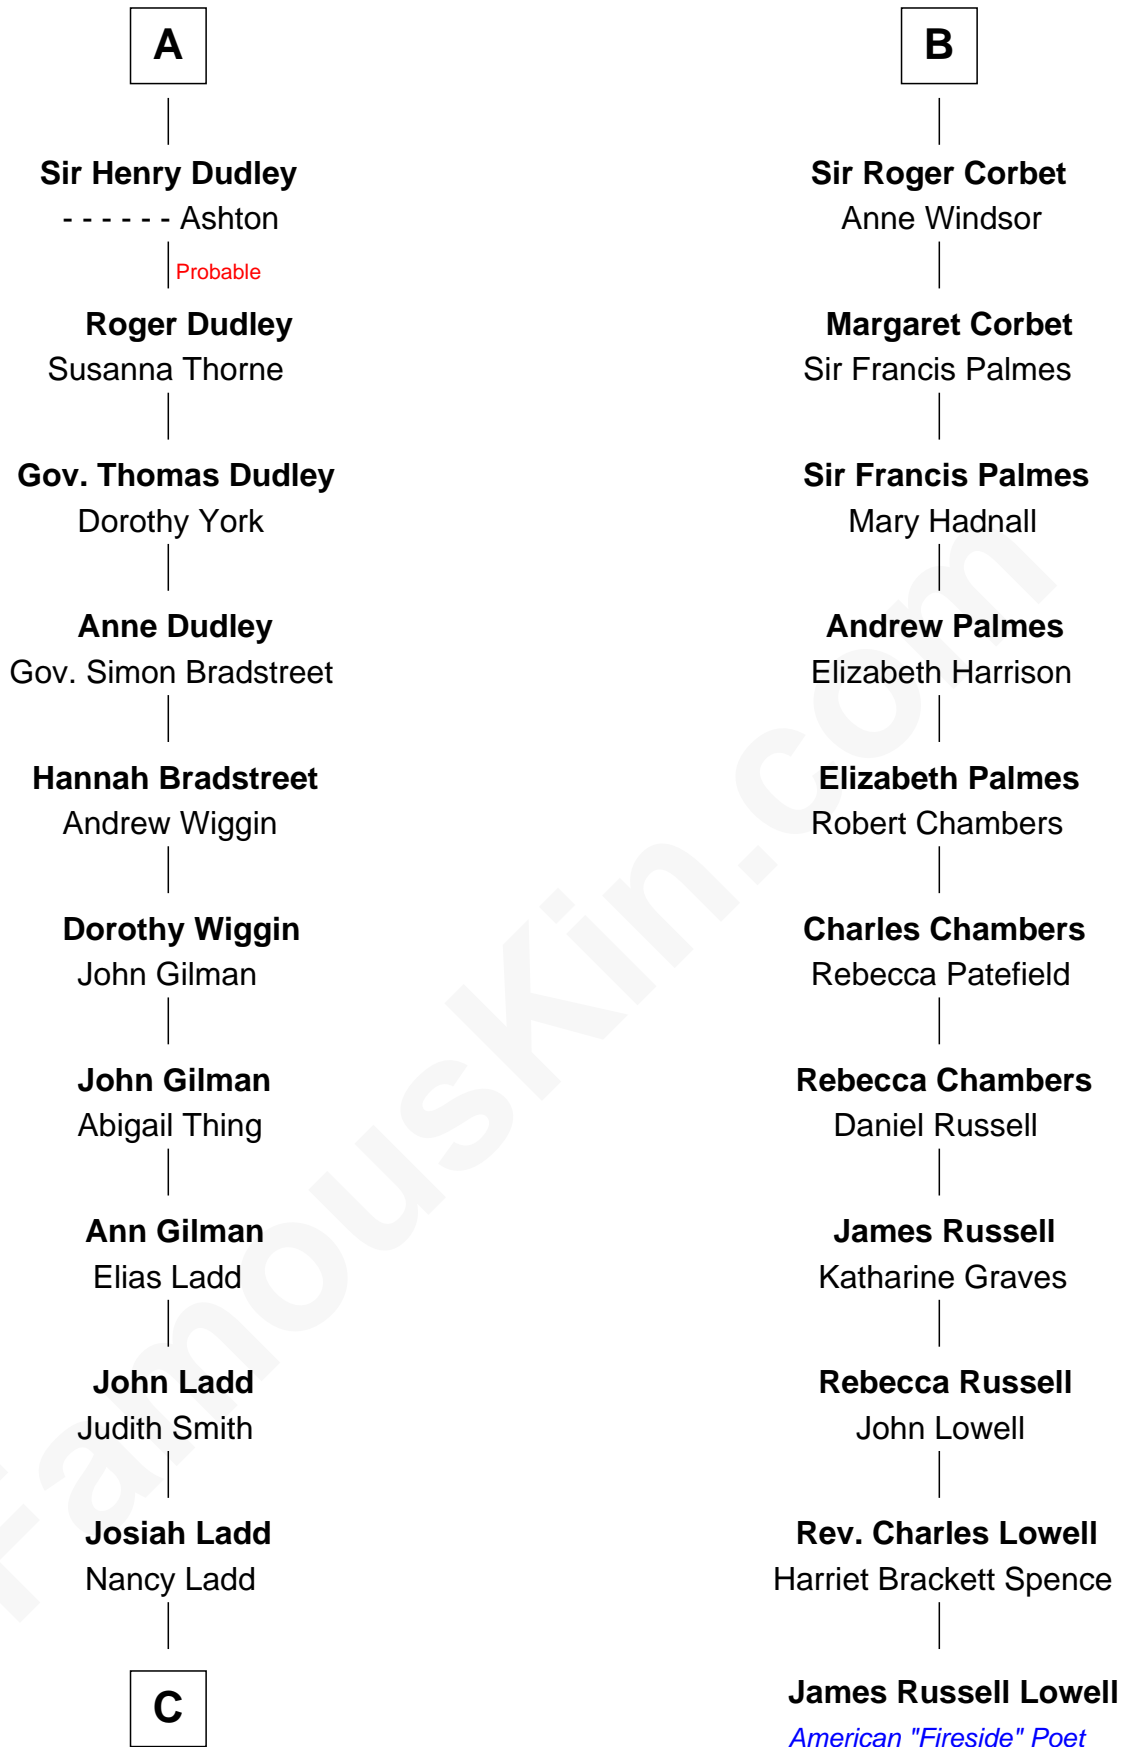 A
Sir Henry Dudley
- - - - - - Ashton
Probable
Roger Dudley
Susanna Thorne
Gov. Thomas Dudley
Dorothy York
Anne Dudley
Gov. Simon Bradstreet
Hannah Bradstreet
Andrew Wiggin
Dorothy Wiggin
John Gilman
John Gilman
Abigail Thing
Ann Gilman
Elias Ladd
John Ladd
Judith Smith
Josiah Ladd
Nancy Ladd
C
B
Sir Roger Corbet
Anne Windsor
Margaret Corbet
Sir Francis Palmes
Sir Francis Palmes
Mary Hadnall
Andrew Palmes
Elizabeth Harrison
Elizabeth Palmes
Robert Chambers
Charles Chambers
Rebecca Patefield
Rebecca Chambers
Daniel Russell
James Russell
Katharine Graves
Rebecca Russell
John Lowell
Rev. Charles Lowell
Harriet Brackett Spence
James Russell Lowell
American "Fireside" Poet
FamousKin.com